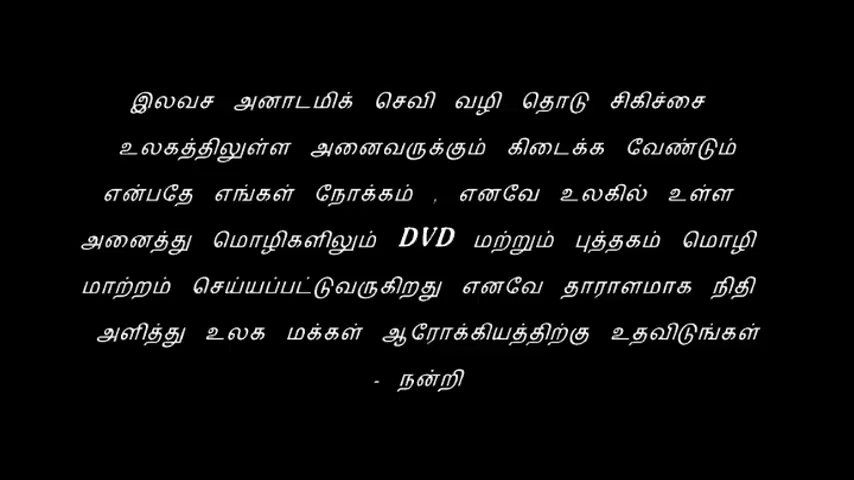 இலவச அனாடமிக் செவி வழி தொடு சிகிச்சை
உலகத்திலுள்ள அனைவருக்கும் கிடைக்க வேண்டும்
என்பதே எங்கள் நோக்கம் , எனவே உலகில் உள்ள
அனைத்து மொழிகளிலும் DVD மற்றும் புத்தகம் மொழி
மாற்றம் செய்யப்பட்டுவருகிறது எனவே தாராளமாக நிதி
அளித்து உலக மக்கள் ஆரோக்கியத்திற்கு உதவிடுங்கள்
- நன்றி